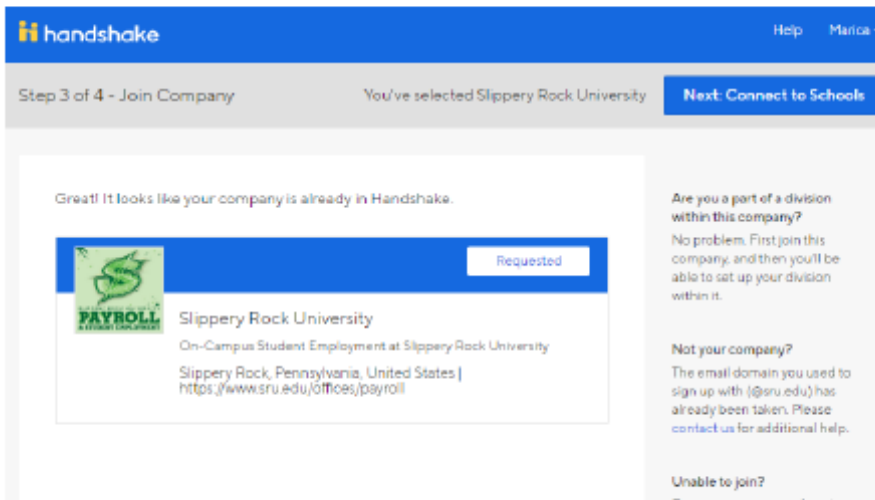 handshake
Help Marica
Step 3 of 4 - Join Company
You've selected Slippery Rock University
Next: Connect to Schools
Great! It looks like your company is already in Handshake.
Requested
PAYROLL
& STUDENT EMPLOYMENT
Slippery Rock University
On-Campus Student Employment at Slippery Rock University
Slippery Rock, Pennsylvania, United States |
https://www.sru.edu/offices/payroll
Are you a part of a division
within this company?
No problem. First join this
company, and then you'll be
able to set up your division
within it.
Not your company?
The email domain you used to
sign up with (@sru.edu) has
already been taken. Please
contact us for additional help.
Unable to join?